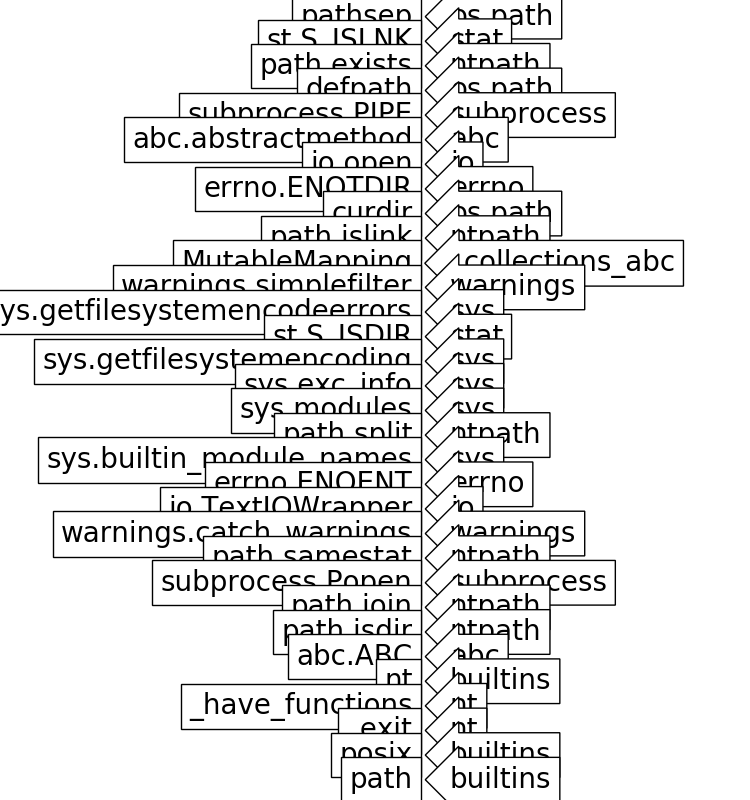 pathsep os.path
st.S_ISLNK stat
path.exists ntpath
defpath os.path
subprocess.PIPE subprocess
abc.abstractmethod abc
io.open io
errno.ENOTDIR errno
curdir os.path
path.islink ntpath
MutableMapping _collections_abc
warnings.simplefilter warnings
ys.getfilesystemencodeerrors sys
st.S_ISDIR stat
sys.getfilesystemencoding sys
sys.exc_info sys
sys.modules sys
path.split ntpath
sys.builtin_module_names sys
errno.ENOENT errno
io.TextIOWrapper io
warnings.catch_warnings warnings
path.samestat ntpath
subprocess.Popen subprocess
path.join ntpath
path.isdir ntpath
abc.ABC abc
nt builtins
_have_functions nt
_exit nt
posix builtins
path builtins